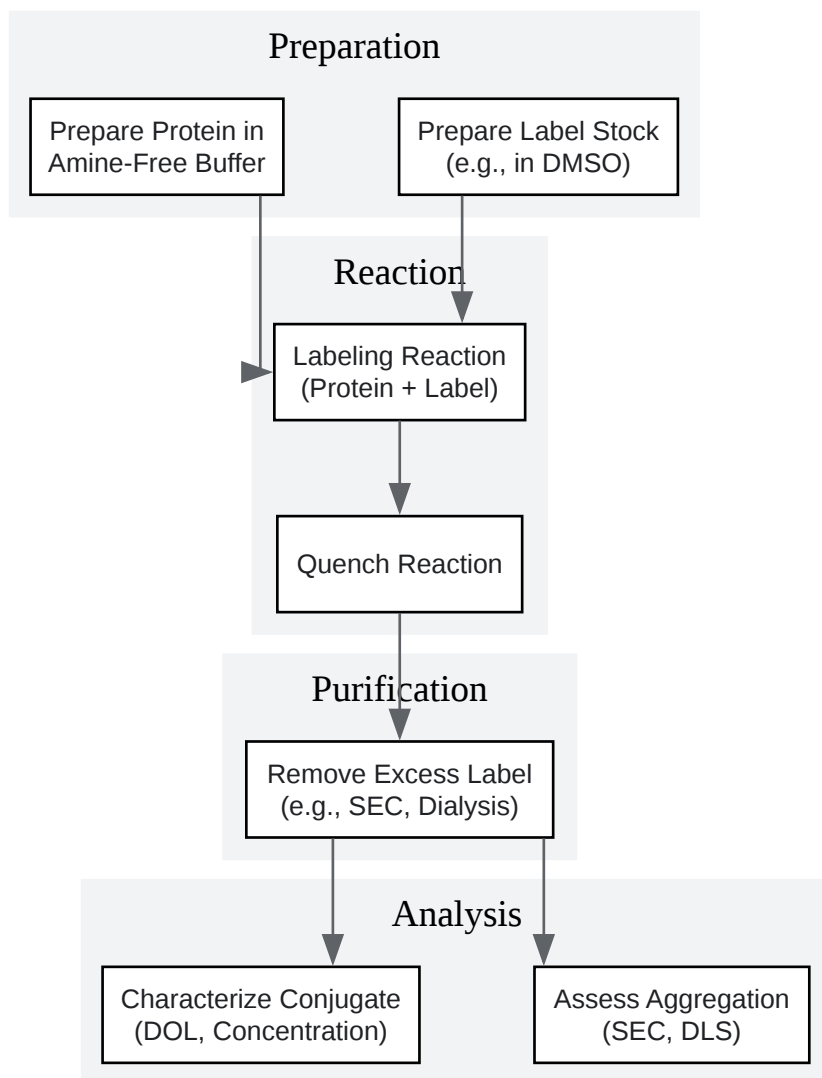 Preparation
Prepare Protein in
Amine-Free Buffer
Prepare Label Stock
(e.g., in DMSO)
Reaction
Labeling Reaction
(Protein + Label)
Quench Reaction
Purification
Remove Excess Label
(e.g., SEC, Dialysis)
Analysis
Characterize Conjugate
(DOL, Concentration)
Assess Aggregation
(SEC, DLS)